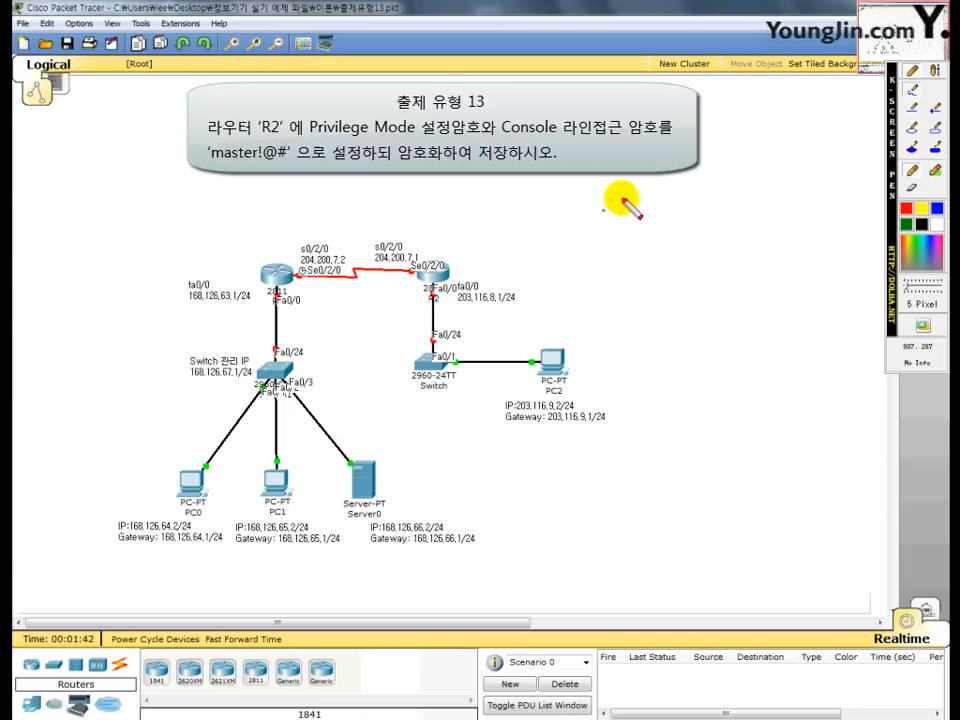 Cisco Packet Tracer - C:₩Users₩iee₩Desktop₩정보기기 실기 예제 파일₩이론₩출제유형13.pkt
File Edit Options View Tools Extensions Help
YoungJin.com Y.
Logical [Root] New Cluster Move Object Set Tiled Backgr
K-SCREEN PEN
HTTP://DOLBA.NET
5 Pixel
807. 287
No Info
출제 유형 13
라우터 'R2' 에 Privilege Mode 설정암호와 Console 라인접근 암호를
'master!@#' 으로 설정하되 암호화하여 저장하시오.
s0/2/0
204,200,7,2
Se0/2/0
s0/2/0
204,200,7,1
Se0/2/0
fa0/0
168,126,63,1/24
2811
Fa0/0
Fa0/0
R2
fa0/0
203,116,8,1/24
Fa0/24
Fa0/24
Fa0/1
Switch 관리 IP
168,126,67,1/24
Fa0/3
2960-24TT
Switch
PC-PT
PC2
IP:203,116,9,2/24
Gateway: 203,116,9,1/24
PC-PT
PC0
PC-PT
PC1
Server-PT
Server0
IP:168,126,64,2/24
Gateway: 168,126,64,1/24
IP:168,126,65,2/24
Gateway: 168,126,65,1/24
IP:168,126,66,2/24
Gateway: 168,126,66,1/24
Time: 00:01:42 Power Cycle Devices Fast Forward Time Realtime
Routers
1841 2620XM 2621XM 2811 Generic Generic
1841
Scenario 0
New Delete
Toggle PDU List Window
Fire Last Status Source Destination Type Color Time (sec) Per